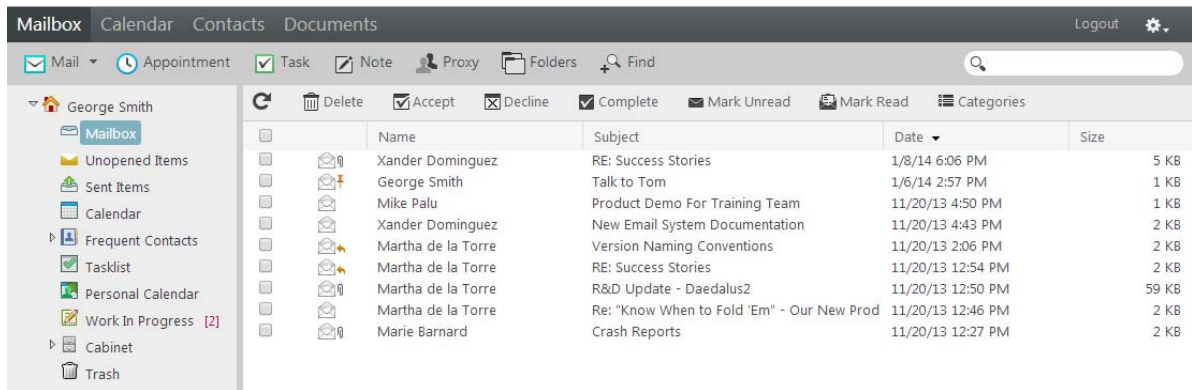 Mailbox Calendar Contacts Documents Logout
Mail Appointment Task Note Proxy Folders Find
George Smith
Mailbox
Unopened Items
Sent Items
Calendar
Frequent Contacts
Tasklist
Personal Calendar
Work In Progress [2]
Cabinet
Trash
Delete Accept Decline Complete Mark Unread Mark Read Categories
Name Subject Date Size
Xander Dominguez RE: Success Stories 1/8/14 6:06 PM 5 KB
George Smith Talk to Tom 1/6/14 2:57 PM 1 KB
Mike Palu Product Demo For Training Team 11/20/13 4:50 PM 1 KB
Xander Dominguez New Email System Documentation 11/20/13 4:43 PM 2 KB
Martha de la Torre Version Naming Conventions 11/20/13 2:06 PM 2 KB
Martha de la Torre RE: Success Stories 11/20/13 12:54 PM 2 KB
Martha de la Torre R&D Update - Daedalus2 11/20/13 12:50 PM 59 KB
Martha de la Torre Re: "Know When to Fold 'Em" - Our New Prod 11/20/13 12:46 PM 2 KB
Marie Barnard Crash Reports 11/20/13 12:27 PM 2 KB